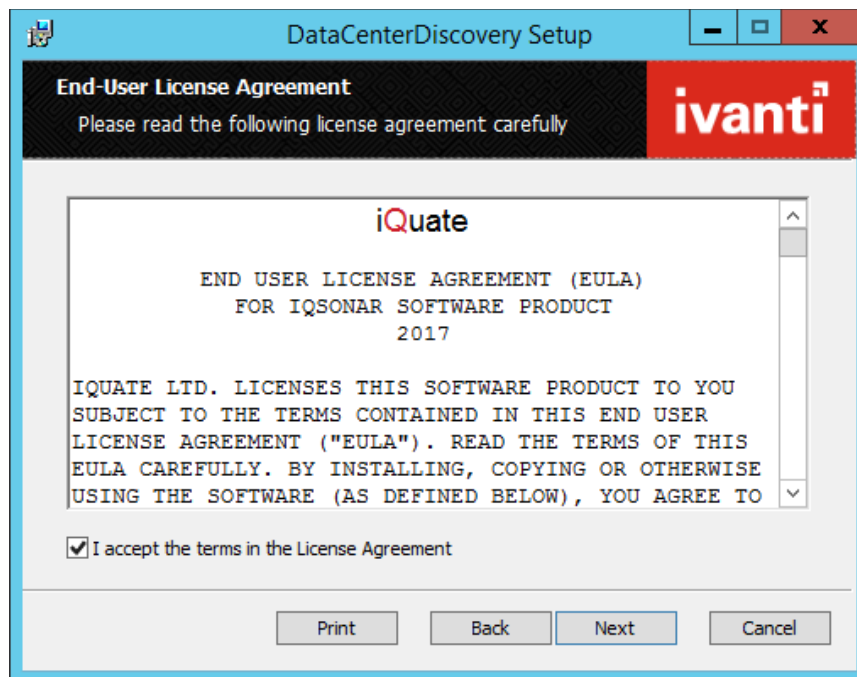 DataCenterDiscovery Setup
End-User License Agreement
Please read the following license agreement carefully
ivanti
iQuate
END USER LICENSE AGREEMENT (EULA)
FOR IQSONAR SOFTWARE PRODUCT
2017
IQUATE LTD. LICENSES THIS SOFTWARE PRODUCT TO YOU
SUBJECT TO THE TERMS CONTAINED IN THIS END USER
LICENSE AGREEMENT ("EULA"). READ THE TERMS OF THIS
EULA CAREFULLY. BY INSTALLING, COPYING OR OTHERWISE
USING THE SOFTWARE (AS DEFINED BELOW), YOU AGREE TO
I accept the terms in the License Agreement
Print Back Next Cancel